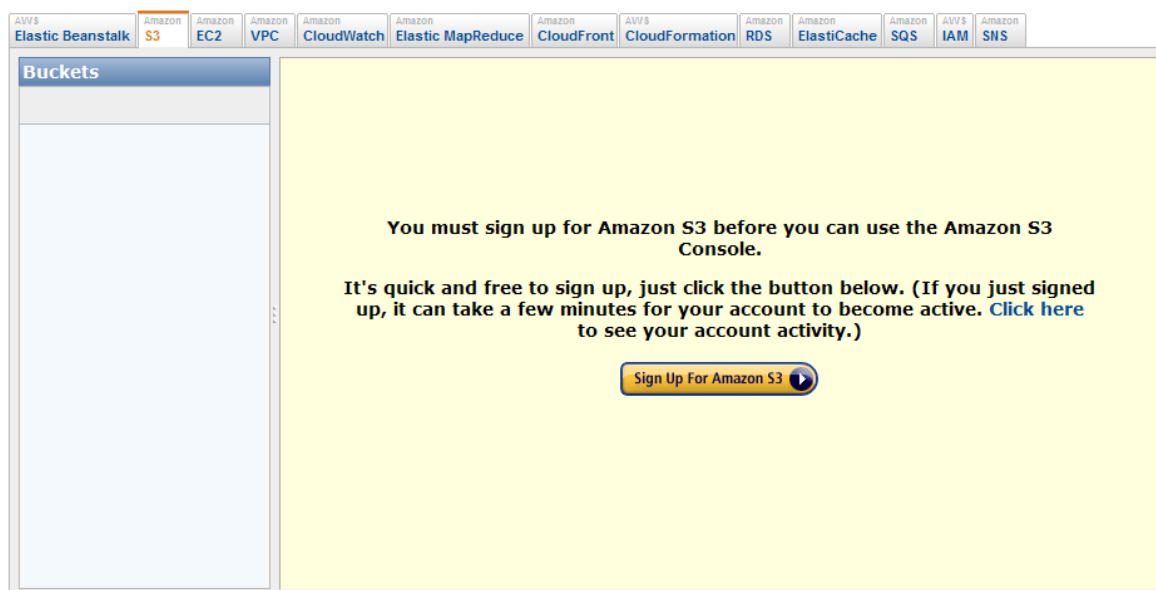 AWS Amazon Amazon Amazon Amazon Amazon Amazon AWS Amazon Amazon Amazon AWS Amazon
Elastic Beanstalk S3 EC2 VPC CloudWatch Elastic MapReduce CloudFront CloudFormation RDS ElastiCache SQS IAM SNS
Buckets
You must sign up for Amazon S3 before you can use the Amazon S3
Console.
It's quick and free to sign up, just click the button below. (If you just signed
up, it can take a few minutes for your account to become active. Click here
to see your account activity.)
Sign Up For Amazon S3